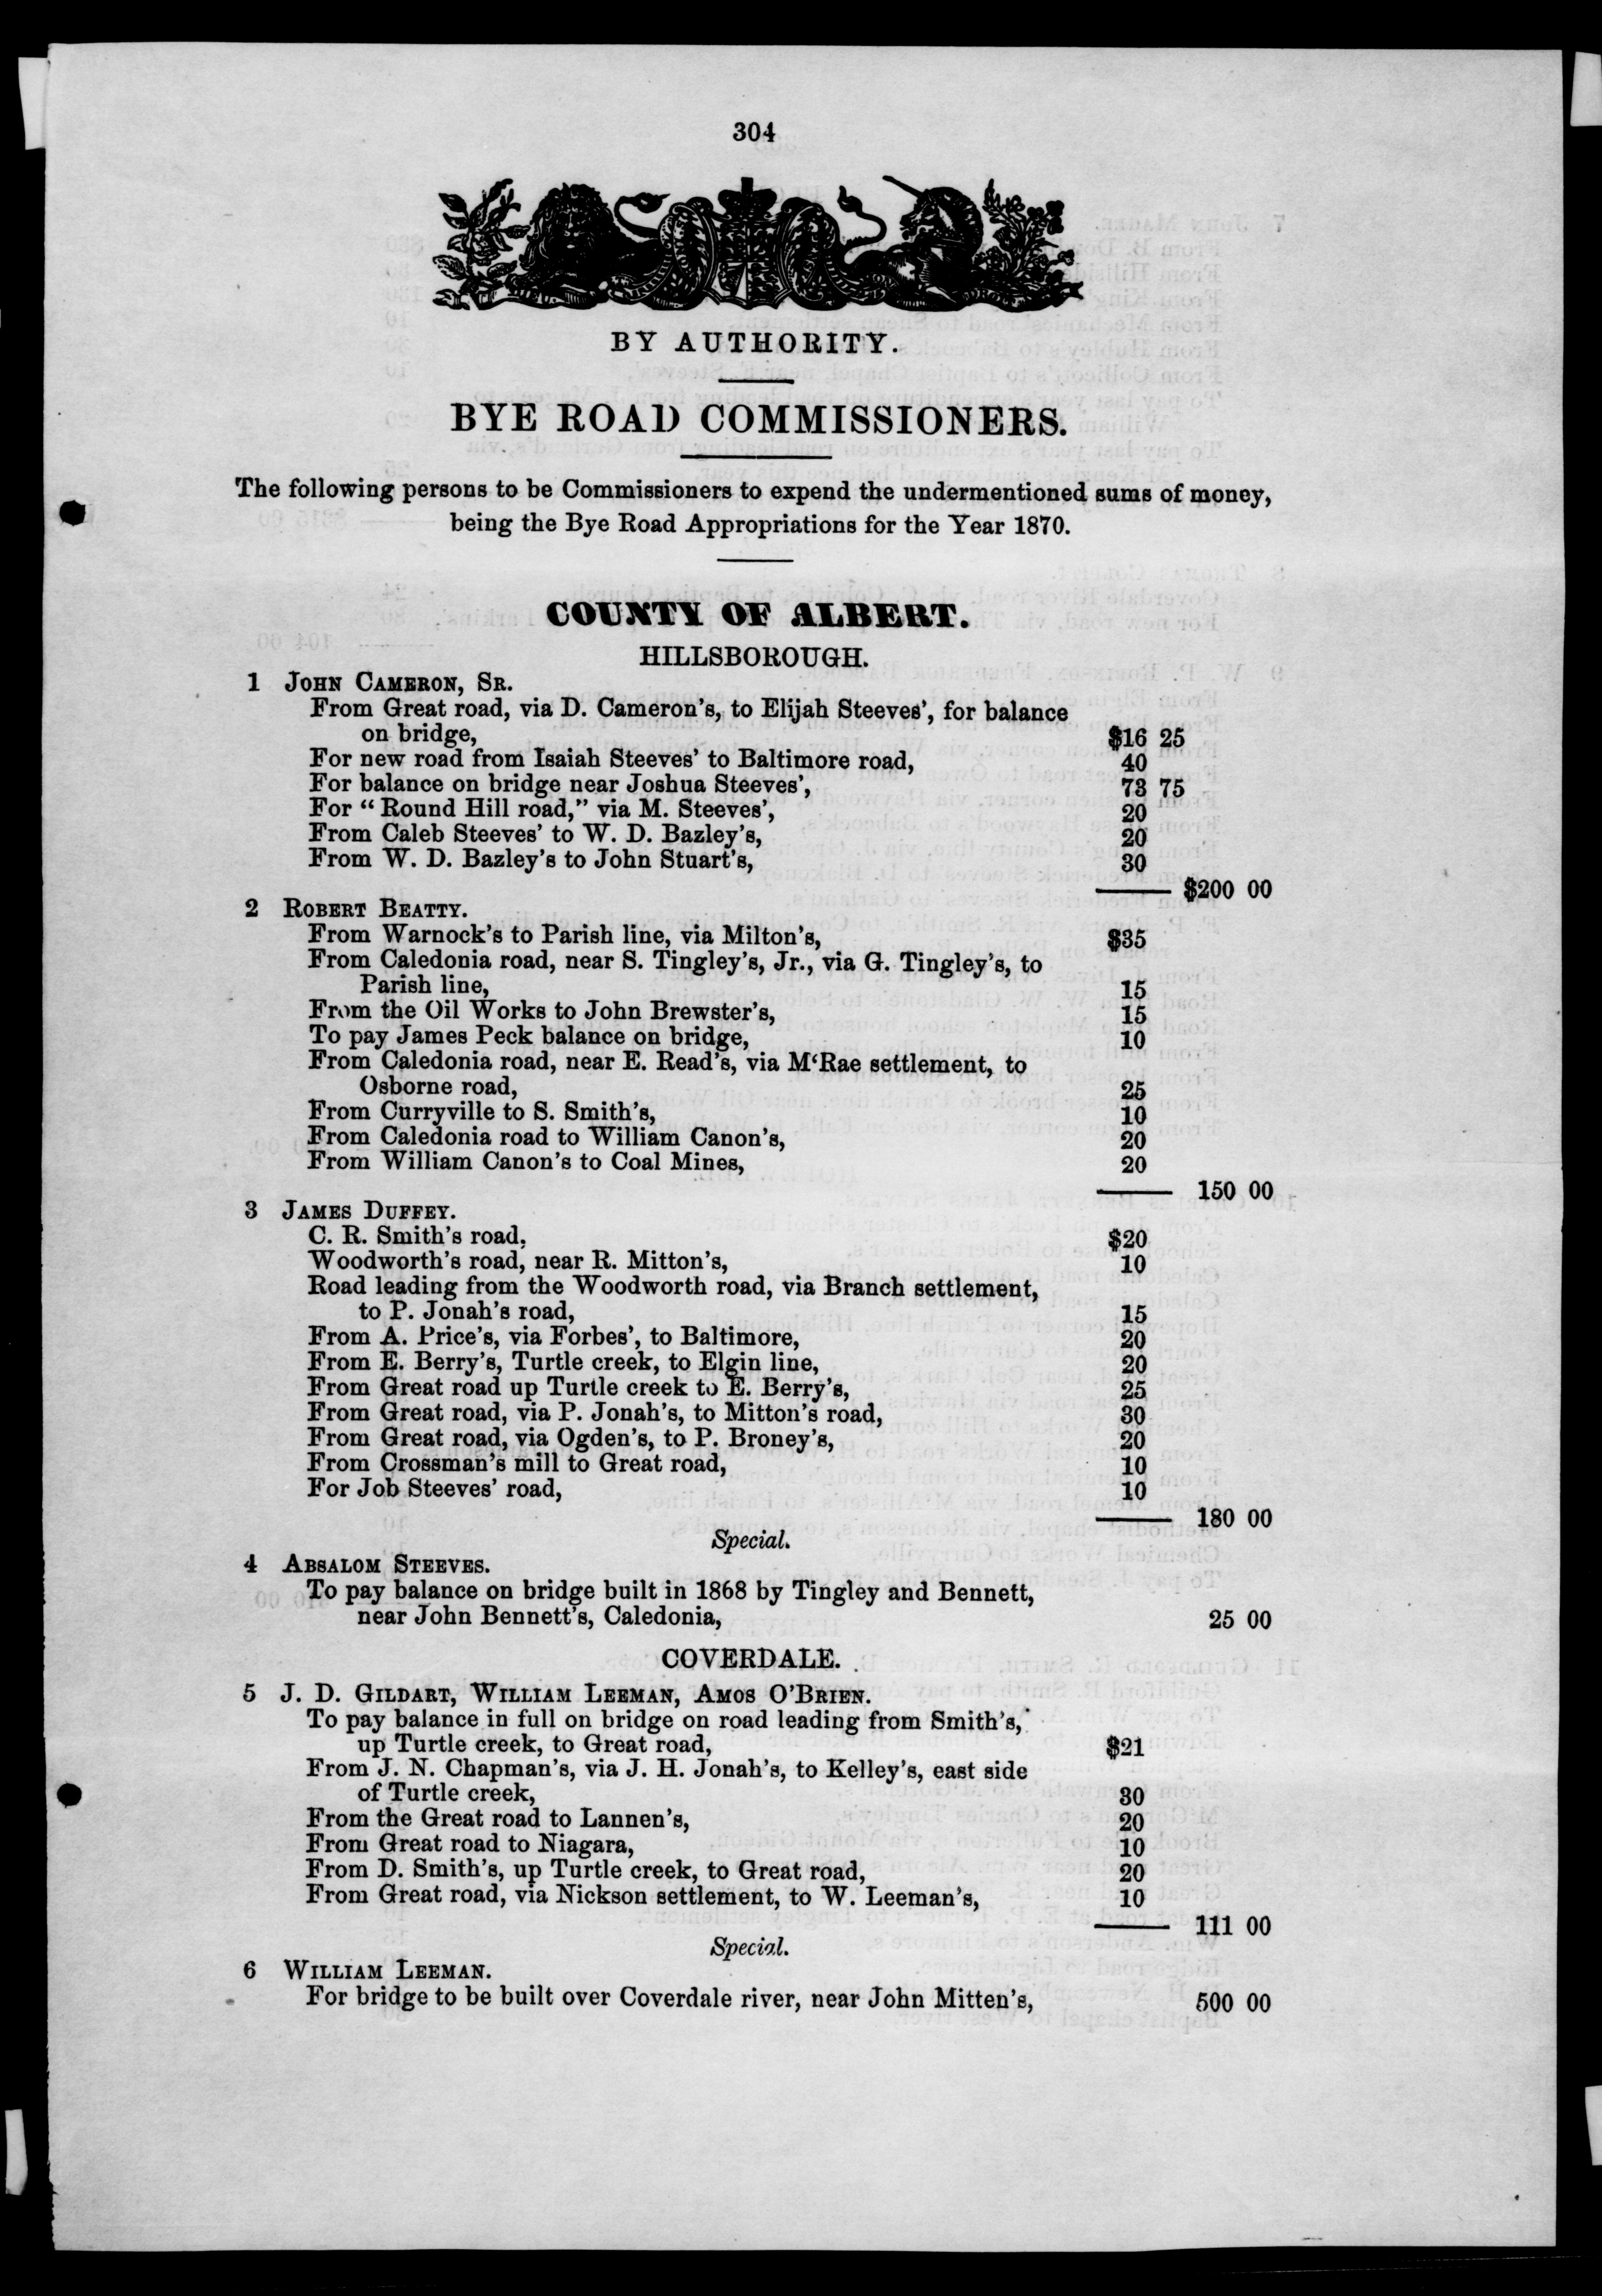 304
BY AUTHORITY.
BYE ROAD COMMISSIONERS.
The following persons to be Commissioners to expend the undermentioned sums of money,
being the Bye Road Appropriations for the Year 1870.
COUNTY OF ALBERT.
HILLSBOROUGH.
1 JOHN CAMERON, SR.
From Great road, via D. Cameron's, to Elijah Steeves', for balance
on bridge, $16 25
For new road from Isaiah Steeves' to Baltimore road, 40
For balance on bridge near Joshua Steeves', 73 75
For “ Round Hill road,” via M. Steeves', 20
From Caleb Steeves' to W. D. Bazley's, 20
From W. D. Bazley's to John Stuart's, 30
$200 00
2 ROBERT BEATTY.
From Warnock's to Parish line, via Milton's, $35
From Caledonia road, near S. Tingley's, Jr., via G. Tingley's, to
Parish line, 15
From the Oil Works to John Brewster's, 15
To pay James Peck balance on bridge, 10
From Caledonia road, near E. Read's, via M‘Rae settlement, to
Osborne road, 25
From Curryville to S. Smith's, 10
From Caledonia road to William Canon's, 20
From William Canon's to Coal Mines, 20
150 00
3 JAMES DUFFEY.
C. R. Smith's road, $20
Woodworth's road, near R. Mitton's, 10
Road leading from the Woodworth road, via Branch settlement,
to P. Jonah's road, 15
From A. Price's, via Forbes', to Baltimore, 20
From E. Berry's, Turtle creek, to Elgin line, 20
From Great road up Turtle creek to E. Berry's, 25
From Great road, via P. Jonah's, to Mitton's road, 30
From Great road, via Ogden's, to P. Broney's, 20
From Crossman's mill to Great road, 10
For Job Steeves' road, 10
180 00
Special.
4 ABSALOM STEEVES.
To pay balance on bridge built in 1868 by Tingley and Bennett,
near John Bennett's, Caledonia, 25 00
COVERDALE.
5 J. D. GILDART, WILLIAM LEEMAN, AMOS O'BRIEN.
To pay balance in full on bridge on road leading from Smith's,
up Turtle creek, to Great road, $21
From J. N. Chapman's, via J. H. Jonah's, to Kelley's, east side
of Turtle creek, 30
From the Great road to Lannen's, 20
From Great road to Niagara, 10
From D. Smith's, up Turtle creek, to Great road, 20
From Great road, via Nickson settlement, to W. Leeman's, 10
111 00
Special.
6 WILLIAM LEEMAN.
For bridge to be built over Coverdale river, near John Mitten's, 500 00